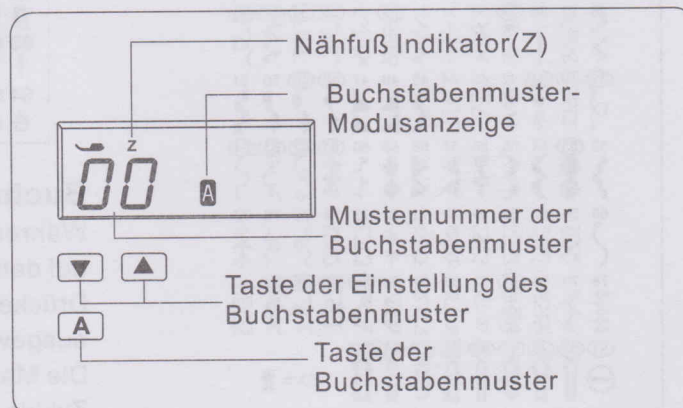 Nähfuß Indikator(Z)
Buchstabenmuster-
Modusanzeige
Z
00
A
Musternummer der
Buchstabenmuster
Taste der Einstellung des
Buchstabenmuster
A
Taste der
Buchstabenmuster